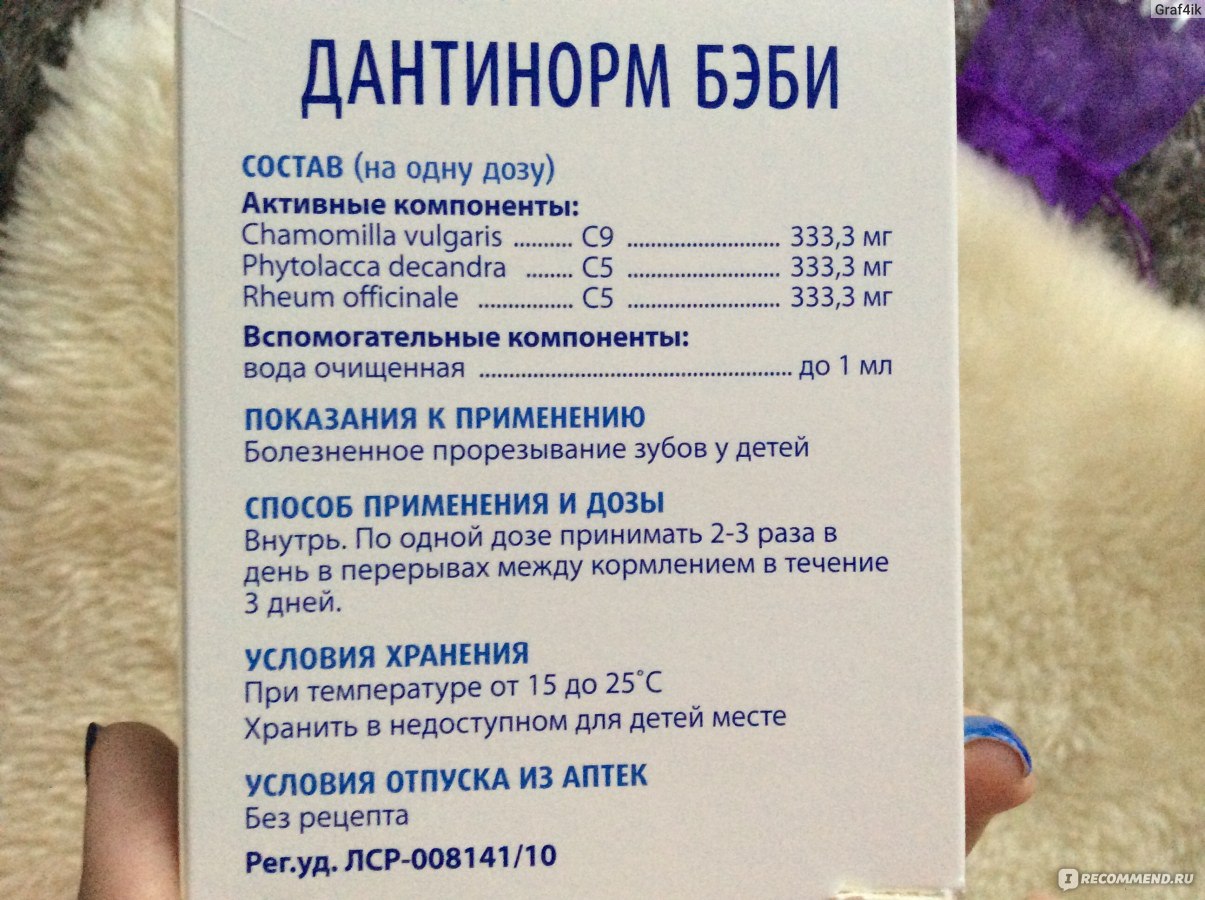 Graf4ik
ДАНТИНОРМ БЭБИ
СОСТАВ (на одну дозу)
Активные компоненты:
Chamomilla vulgaris .......... C9 .......................... 333,3 мг
Phytolacca decandra ........ C5 .......................... 333,3 мг
Rheum officinale ................ C5 .......................... 333,3 мг
Вспомогательные компоненты:
вода очищенная ..................................................... до 1 мл
ПОКАЗАНИЯ К ПРИМЕНЕНИЮ
Болезненное прорезывание зубов у детей
СПОСОБ ПРИМЕНЕНИЯ И ДОЗЫ
Внутрь. По одной дозе принимать 2-3 раза в
день в перерывах между кормлением в течение
3 дней.
УСЛОВИЯ ХРАНЕНИЯ
При температуре от 15 до 25˚С
Хранить в недоступном для детей месте
УСЛОВИЯ ОТПУСКА ИЗ АПТЕК
Без рецепта
Рег.уд. ЛСР-008141/10
I RECOMMEND.RU